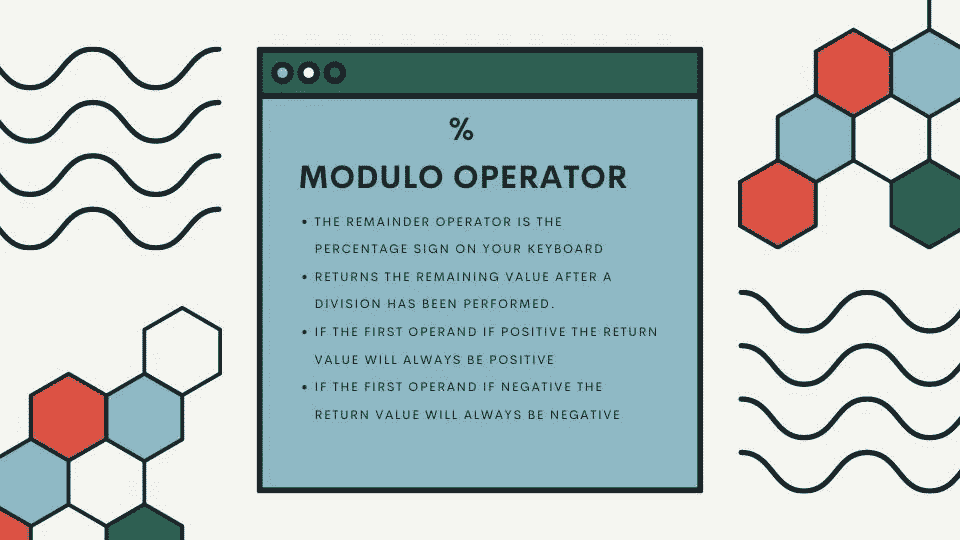 %
MODULO OPERATOR
• THE REMAINDER OPERATOR IS THE
PERCENTAGE SIGN ON YOUR KEYBOARD
• RETURNS THE REMAINING VALUE AFTER A
DIVISION HAS BEEN PERFORMED.
• IF THE FIRST OPERAND IF POSITIVE THE RETURN
VALUE WILL ALWAYS BE POSITIVE
• IF THE FIRST OPERAND IF NEGATIVE THE
RETURN VALUE WILL ALWAYS BE NEGATIVE